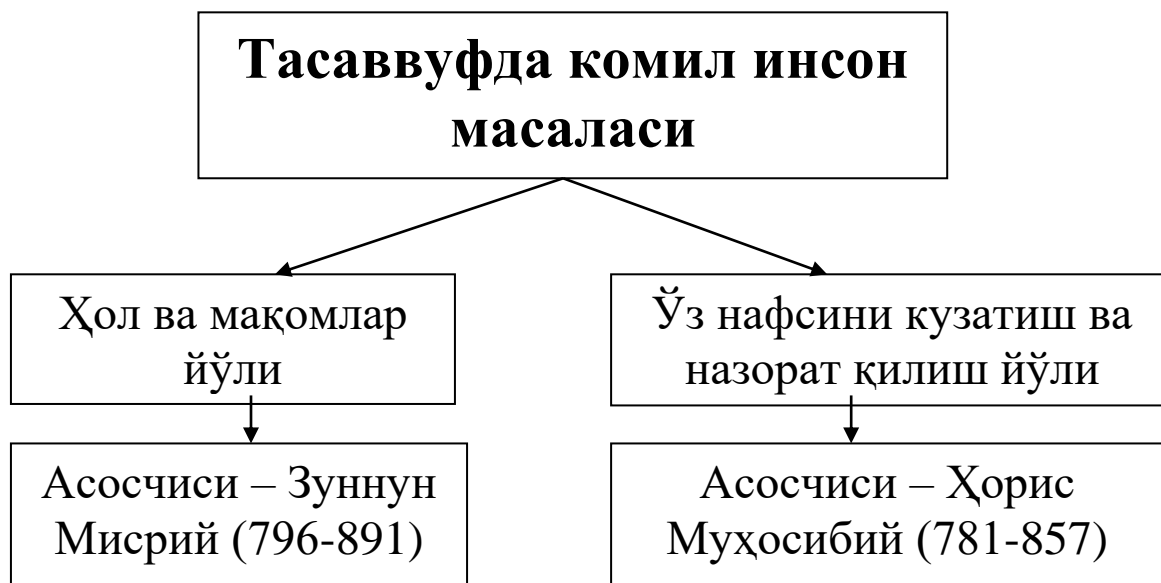 Тасаввуфда комил инсон
масаласи
Ҳол ва мақомлар
йўли
Ўз нафсини кузатиш ва
назорат қилиш йўли
Асосчиси – Зуннун
Мисрий (796-891)
Асосчиси – Ҳорис
Муҳосибий (781-857)